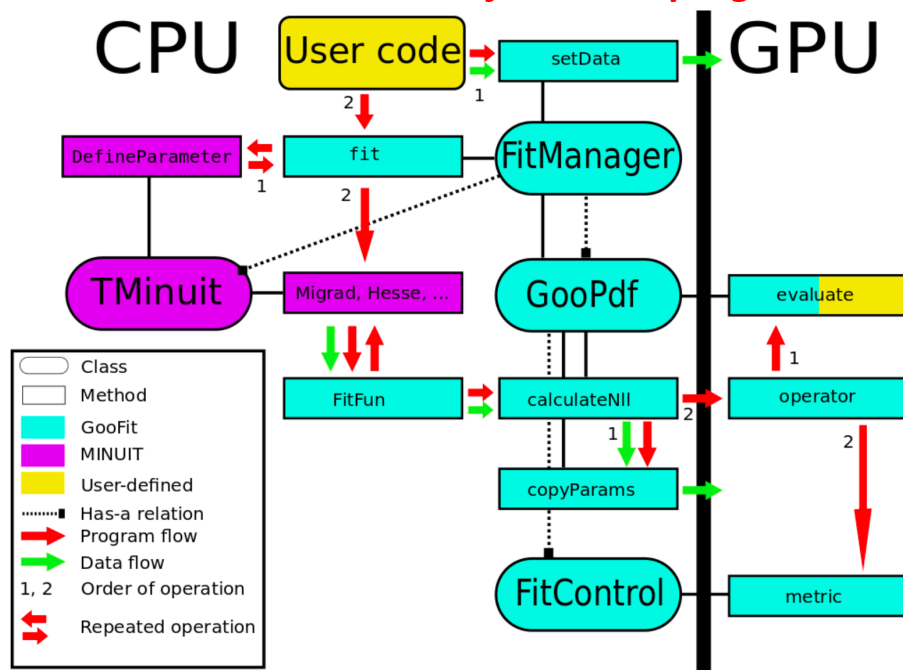 CPU
User code
setData
GPU
1
2
DefineParameter
fit
FitManager
1
2
TMinuit
Migrad, Hesse, ...
GooPdf
evaluate
1
FitFun
calculateNll
2
operator
1
2
copyParams
FitControl
metric
Class
Method
GooFit
MINUIT
User-defined
Has-a relation
Program flow
Data flow
1, 2 Order of operation
Repeated operation